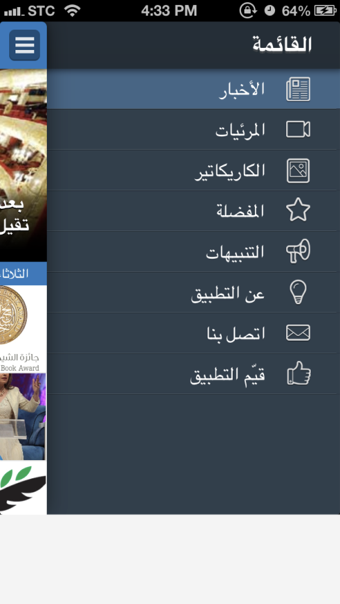 STC 4:33 PM 64%
القائمة
الأخبار
المرئيات
الكاريكاتير
المفضلة
التنبيهات
عن التطبيق
اتصل بنا
قيّم التطبيق
بعد
تقيل
الثلاثا
جائزة الشيخ
Book Award